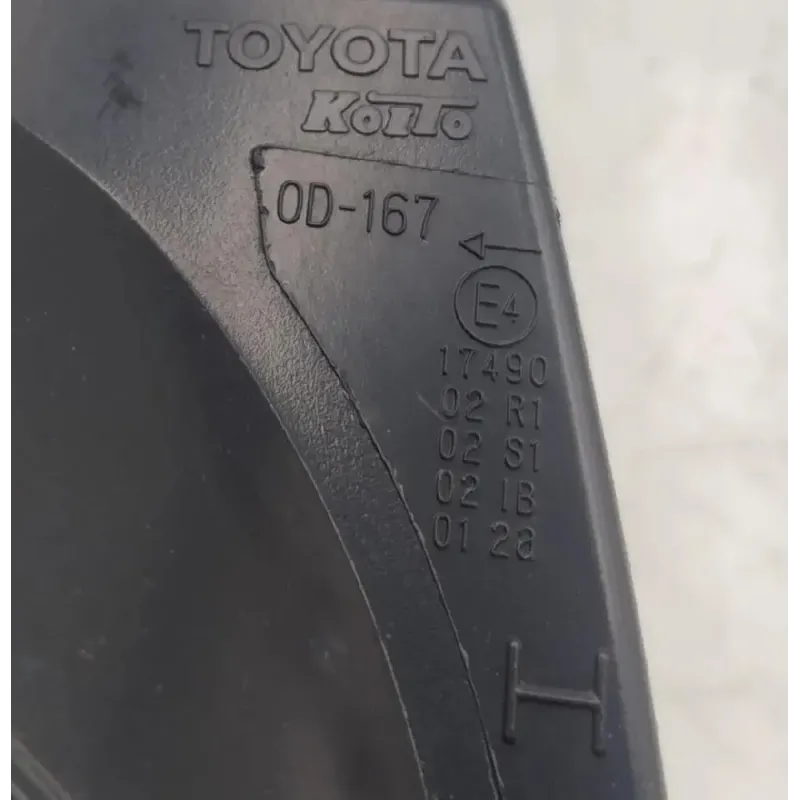 TOYOTA
KOITO
0D-167
E4
17490
02 R1
02 S1
02 IB
01 2a
H